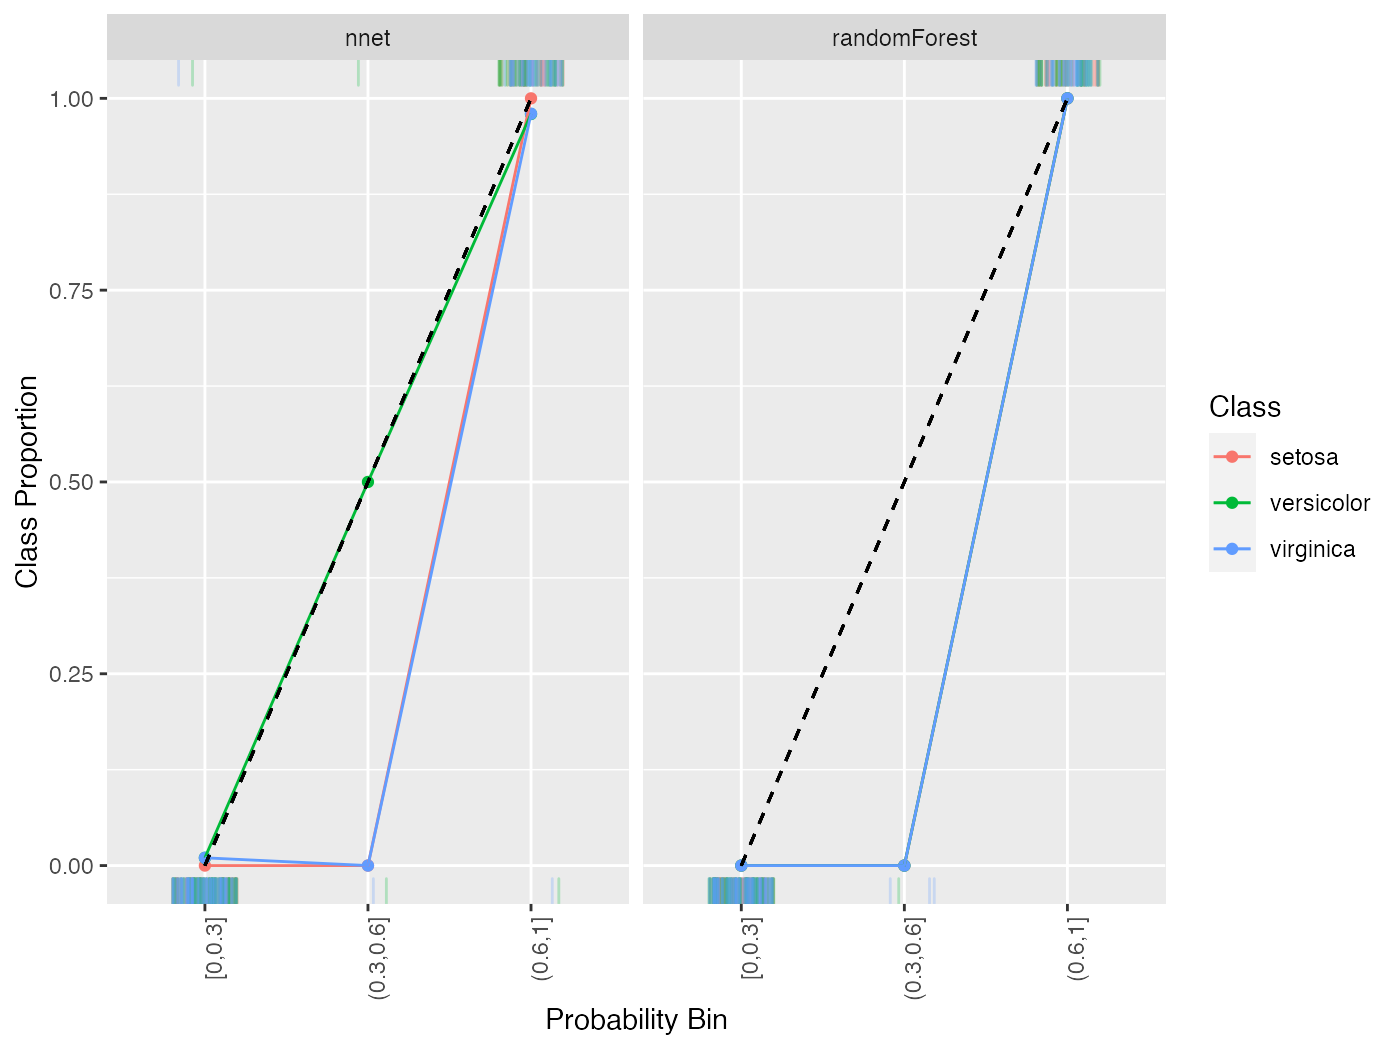 nnet
randomForest
1.00
0.75
0.50
0.25
0.00
Class Proportion
[0,0.3]
(0.3,0.6]
(0.6,1]
[0,0.3]
(0.3,0.6]
(0.6,1]
Probability Bin
Class
setosa
versicolor
virginica